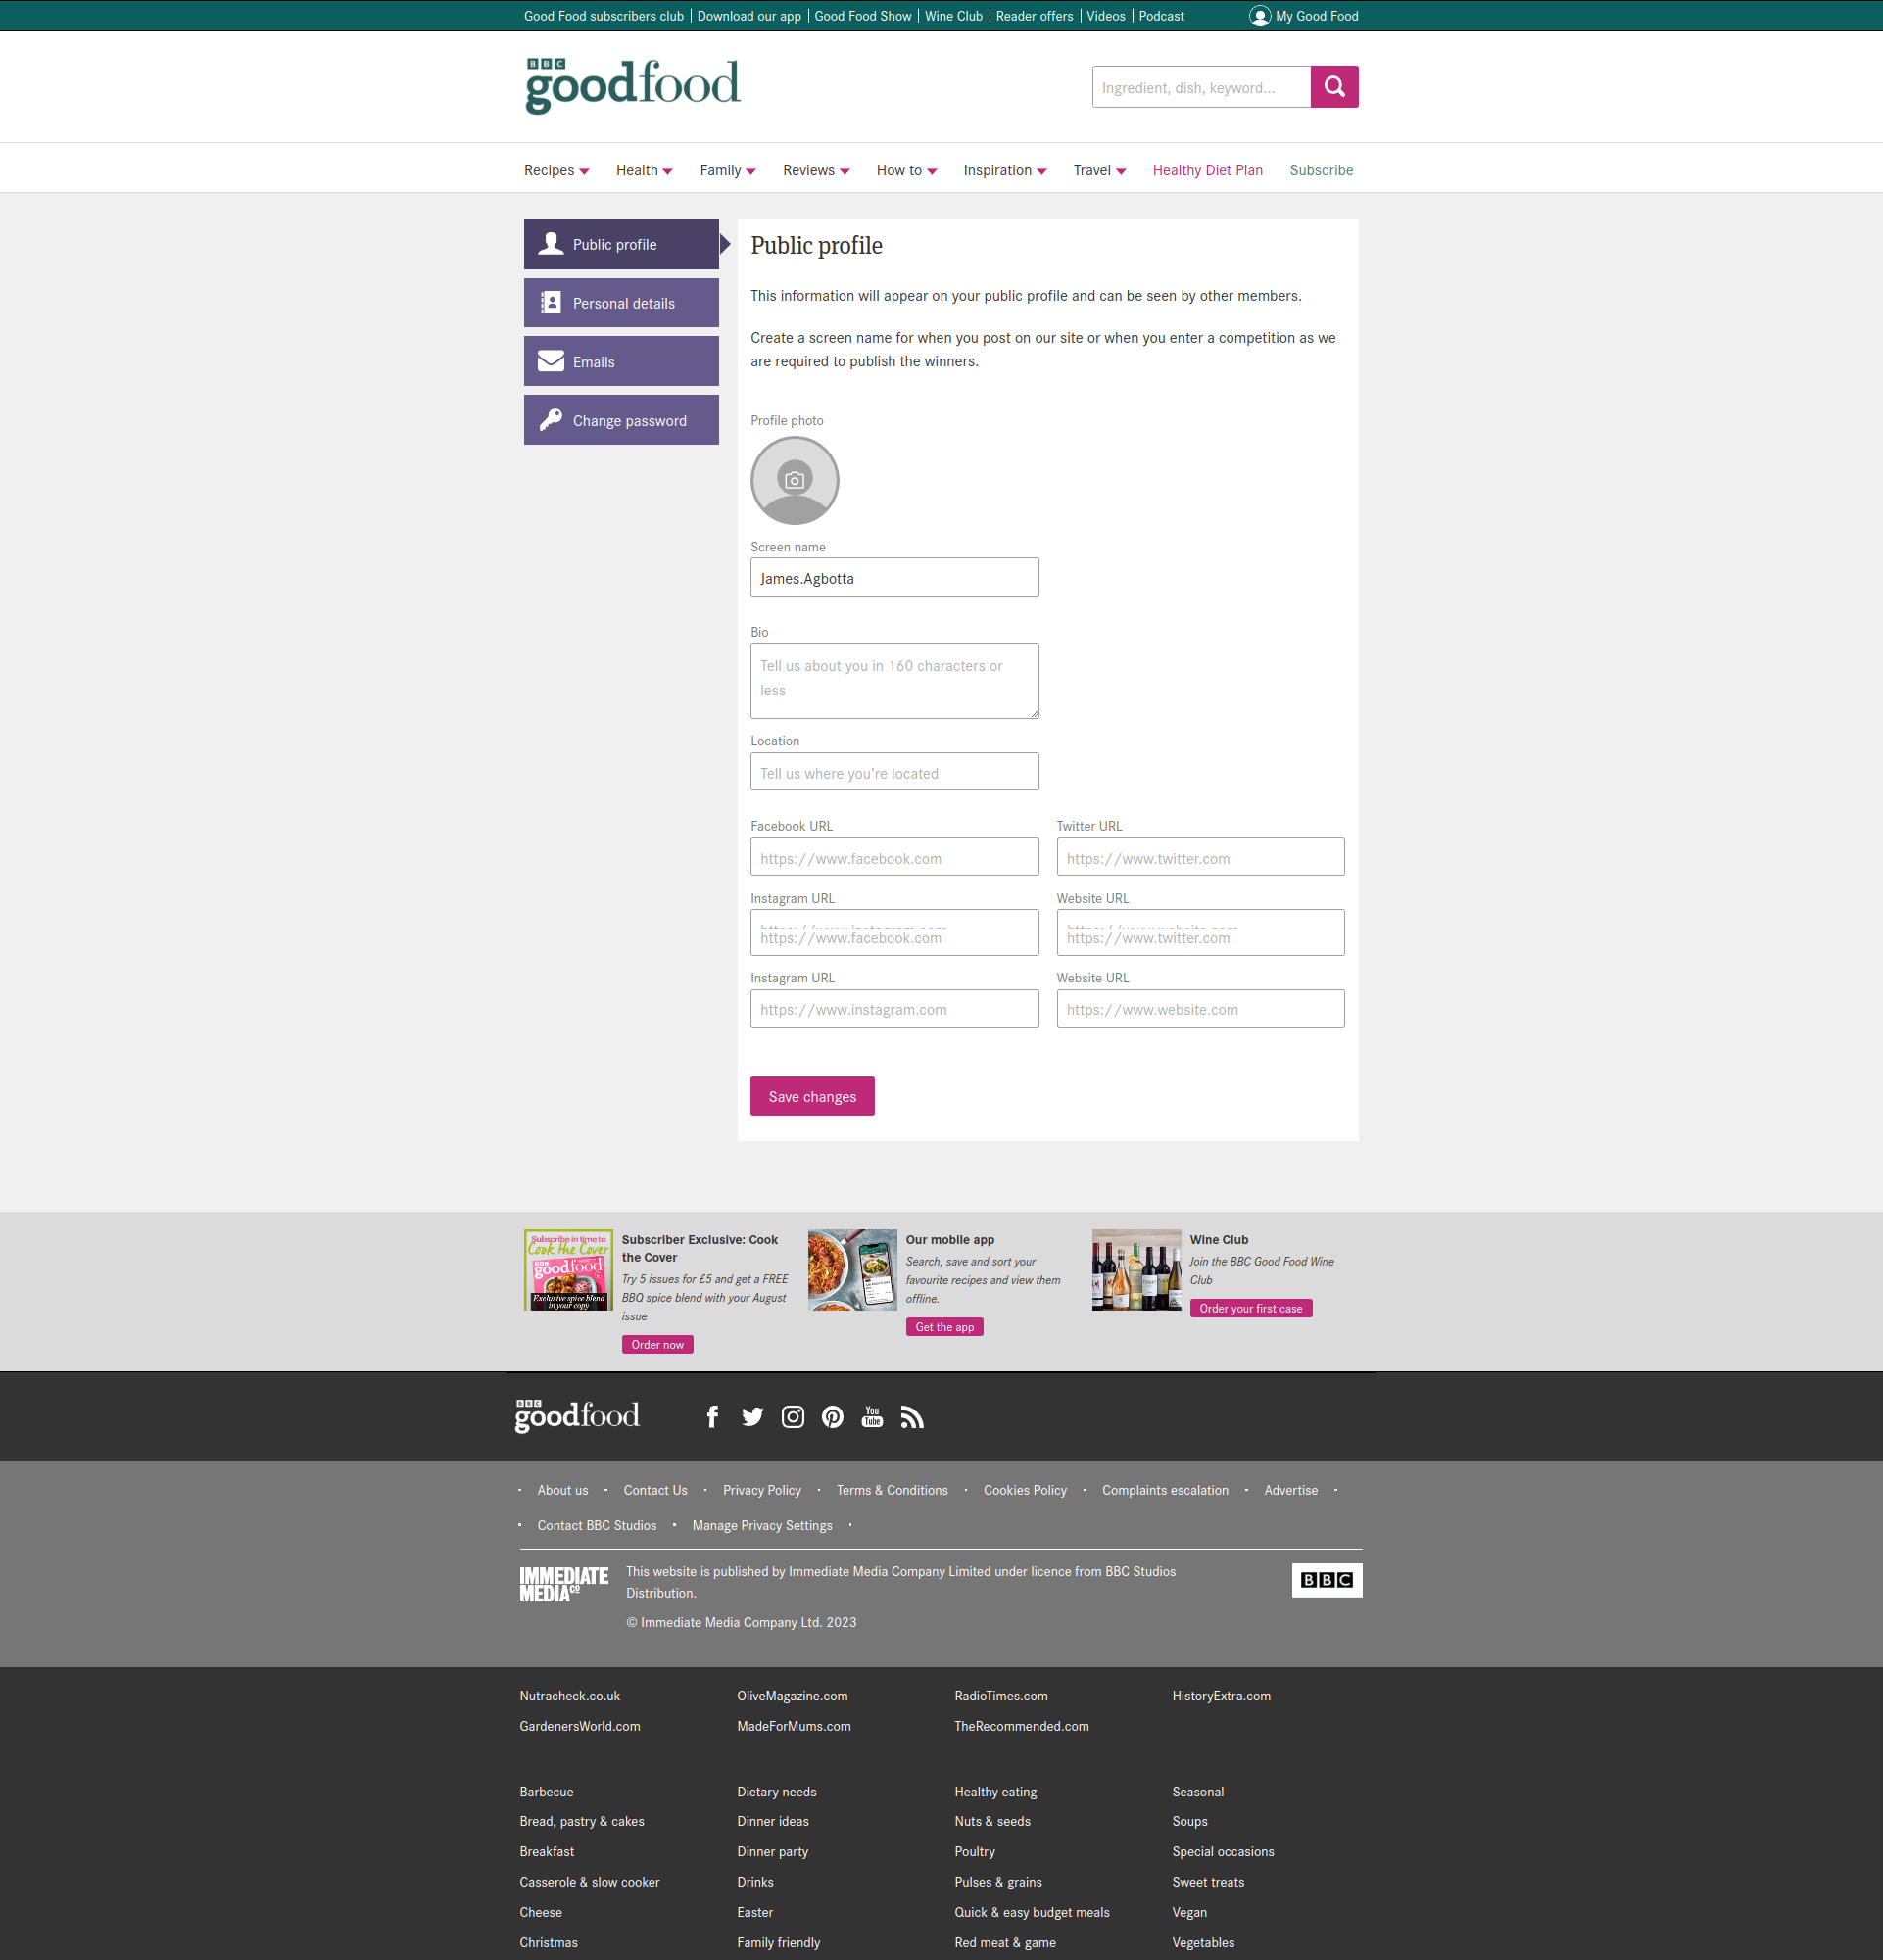 Good Food subscribers club | Download our app | Good Food Show | Wine Club | Reader offers | Videos | Podcast
My Good Food
BBC
goodfood
Ingredient, dish, keyword...
Recipes Health Family Reviews How to Inspiration Travel Healthy Diet Plan Subscribe
Public profile
Personal details
Emails
Change password
Public profile
This information will appear on your public profile and can be seen by other members.
Create a screen name for when you post on our site or when you enter a competition as we
are required to publish the winners.
Profile photo
Screen name
James.Agbotta
Bio
Tell us about you in 160 characters or
less
Location
Tell us where you're located
Facebook URL Twitter URL
https://www.facebook.com https://www.twitter.com
Instagram URL Website URL
https://www.facebook.com https://www.twitter.com
Instagram URL Website URL
https://www.instagram.com https://www.website.com
Save changes
Subscribe in time to
Cook the Cover
goodfood
Exclusive spice blend
in your copy
Subscriber Exclusive: Cook
the Cover
Try 5 issues for £5 and get a FREE
BBQ spice blend with your August
issue
Order now
Our mobile app
Search, save and sort your
favourite recipes and view them
offline.
Get the app
Wine Club
Join the BBC Good Food Wine
Club
Order your first case
BBC
goodfood
You
Tube
· About us · Contact Us · Privacy Policy · Terms & Conditions · Cookies Policy · Complaints escalation · Advertise ·
· Contact BBC Studios · Manage Privacy Settings ·
IMMEDIATE
MEDIA CO
This website is published by Immediate Media Company Limited under licence from BBC Studios
Distribution.
© Immediate Media Company Ltd. 2023
BBC
Nutracheck.co.uk OliveMagazine.com RadioTimes.com HistoryExtra.com
GardenersWorld.com MadeForMums.com TheRecommended.com
Barbecue Dietary needs Healthy eating Seasonal
Bread, pastry & cakes Dinner ideas Nuts & seeds Soups
Breakfast Dinner party Poultry Special occasions
Casserole & slow cooker Drinks Pulses & grains Sweet treats
Cheese Easter Quick & easy budget meals Vegan
Christmas Family friendly Red meat & game Vegetables